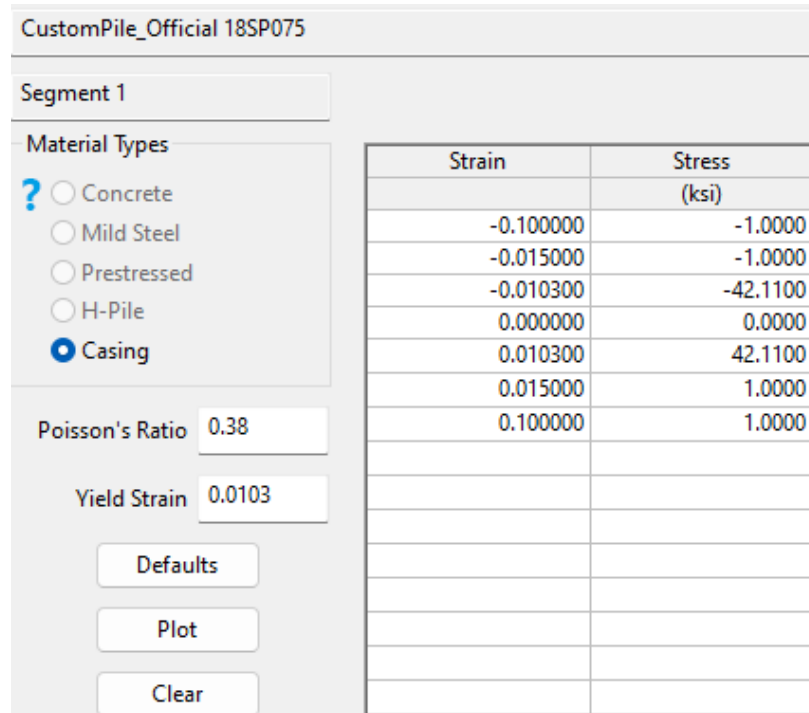 CustomPile_Official 18SP075
Segment 1
Material Types
? Concrete
Mild Steel
Prestressed
H-Pile
Casing
Poisson's Ratio 0.38
Yield Strain 0.0103
Defaults
Plot
Clear
Strain Stress
(ksi)
-0.100000 -1.0000
-0.015000 -1.0000
-0.010300 -42.1100
0.000000 0.0000
0.010300 42.1100
0.015000 1.0000
0.100000 1.0000